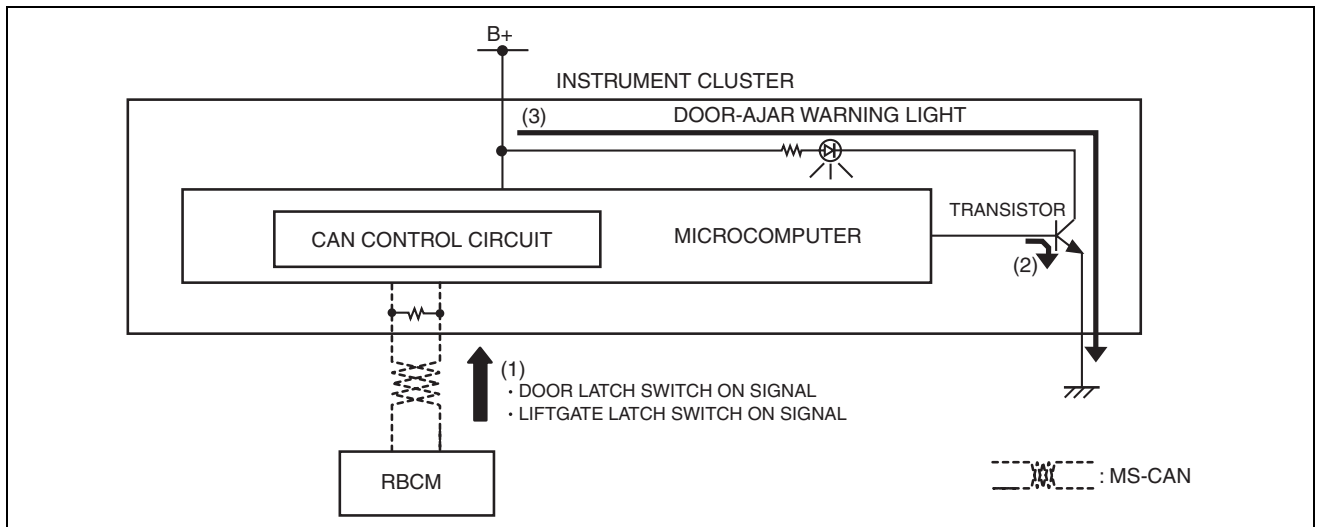 B+
INSTRUMENT CLUSTER
(3)
DOOR-AJAR WARNING LIGHT
TRANSISTOR
CAN CONTROL CIRCUIT
MICROCOMPUTER
(2)
(1)
・DOOR LATCH SWITCH ON SIGNAL
・LIFTGATE LATCH SWITCH ON SIGNAL
RBCM
: MS-CAN